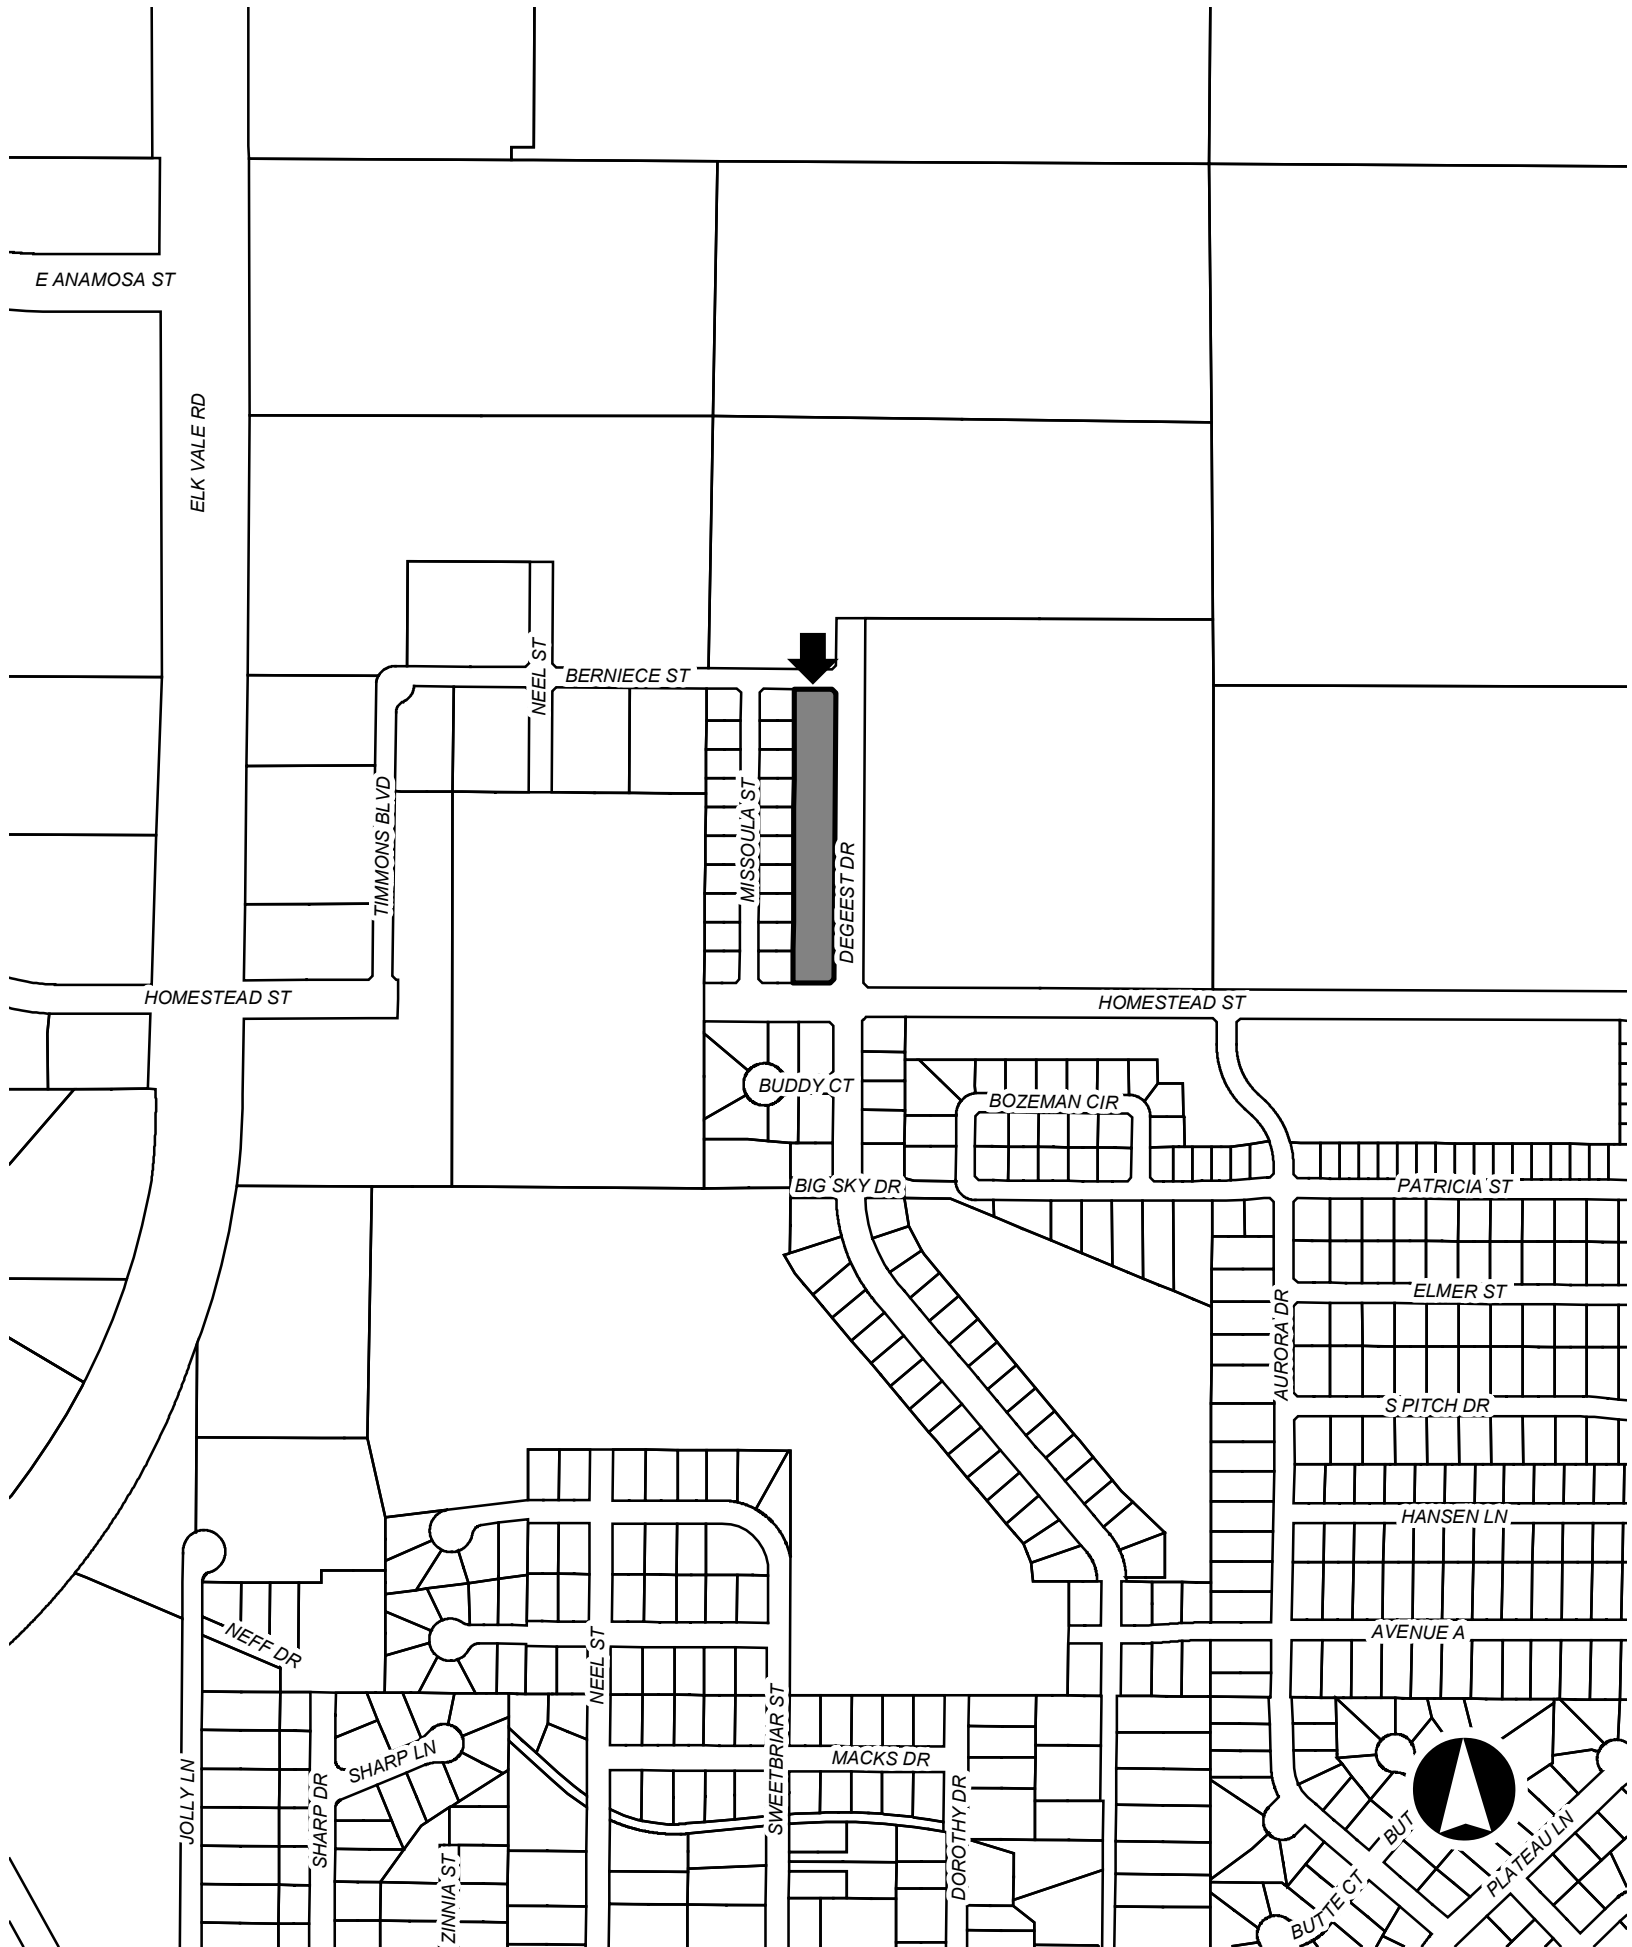 E ANAMOSA ST
ELK VALE RD
NEEL ST
BERNIECE ST
TIMMONS BLVD
MISSOULA ST
DEGEEST DR
HOMESTEAD ST
HOMESTEAD ST
BUDDY CT
BOZEMAN CIR
BIG SKY DR
PATRICIA ST
ELMER ST
AURORA DR
S PITCH DR
HANSEN LN
AVENUE A
NEFF DR
NEEL ST
SWEETBRIAR ST
SHARP LN
MACKS DR
JOLLY LN
SHARP DR
DOROTHY DR
ZINNIA ST
BUT
PLATEAU LN
BUTTE CT